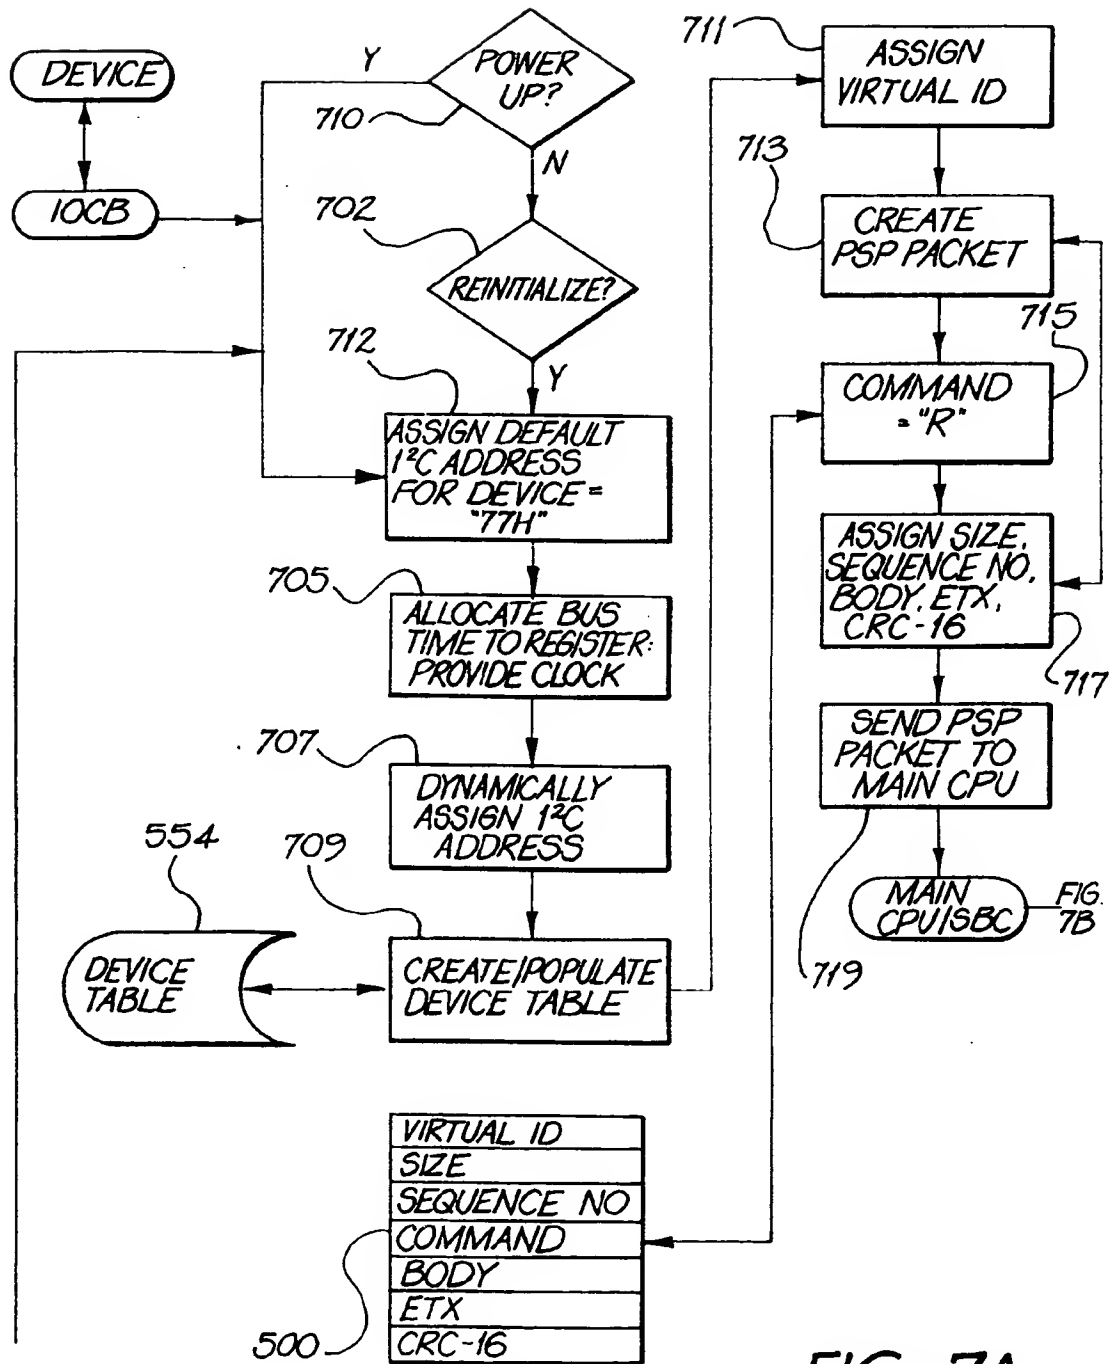 DEVICE
IOCB
Y
POWER
UP?
710
N
702
REINITIALIZE?
Y
712
ASSIGN DEFAULT
I²C ADDRESS
FOR DEVICE =
"77H"
705
ALLOCATE BUS
TIME TO REGISTER:
PROVIDE CLOCK
707
DYNAMICALLY
ASSIGN I²C
ADDRESS
554
709
DEVICE
TABLE
CREATE/POPULATE
DEVICE TABLE
VIRTUAL ID
SIZE
SEQUENCE NO
COMMAND
BODY
ETX
CRC-16
500
711
ASSIGN
VIRTUAL ID
713
CREATE
PSP PACKET
715
COMMAND
= "R"
ASSIGN SIZE,
SEQUENCE NO,
BODY, ETX,
CRC-16
717
SEND PSP
PACKET TO
MAIN CPU
MAIN
CPU/SBC
FIG.
7B
719
FIG. 7A